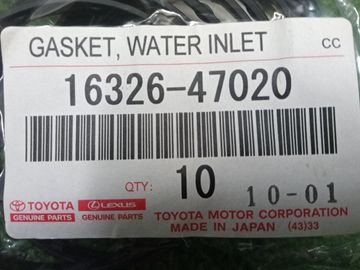 GASKET, WATER INLET CC
16326-47020
QTY: 10 10-01
TOYOTA LEXUS
GENUINE PARTS GENUINE PARTS
TOYOTA MOTOR CORPORATION
MADE IN JAPAN (43)33